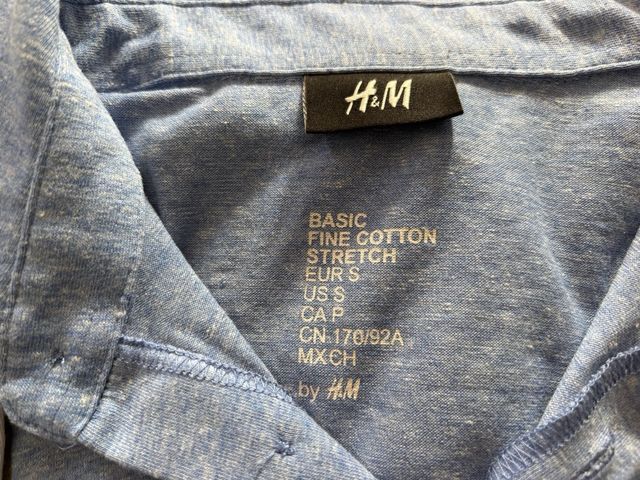 H&M
BASIC
FINE COTTON
STRETCH
EUR S
US S
CA P
CN 170/92A
MX CH
by H&M